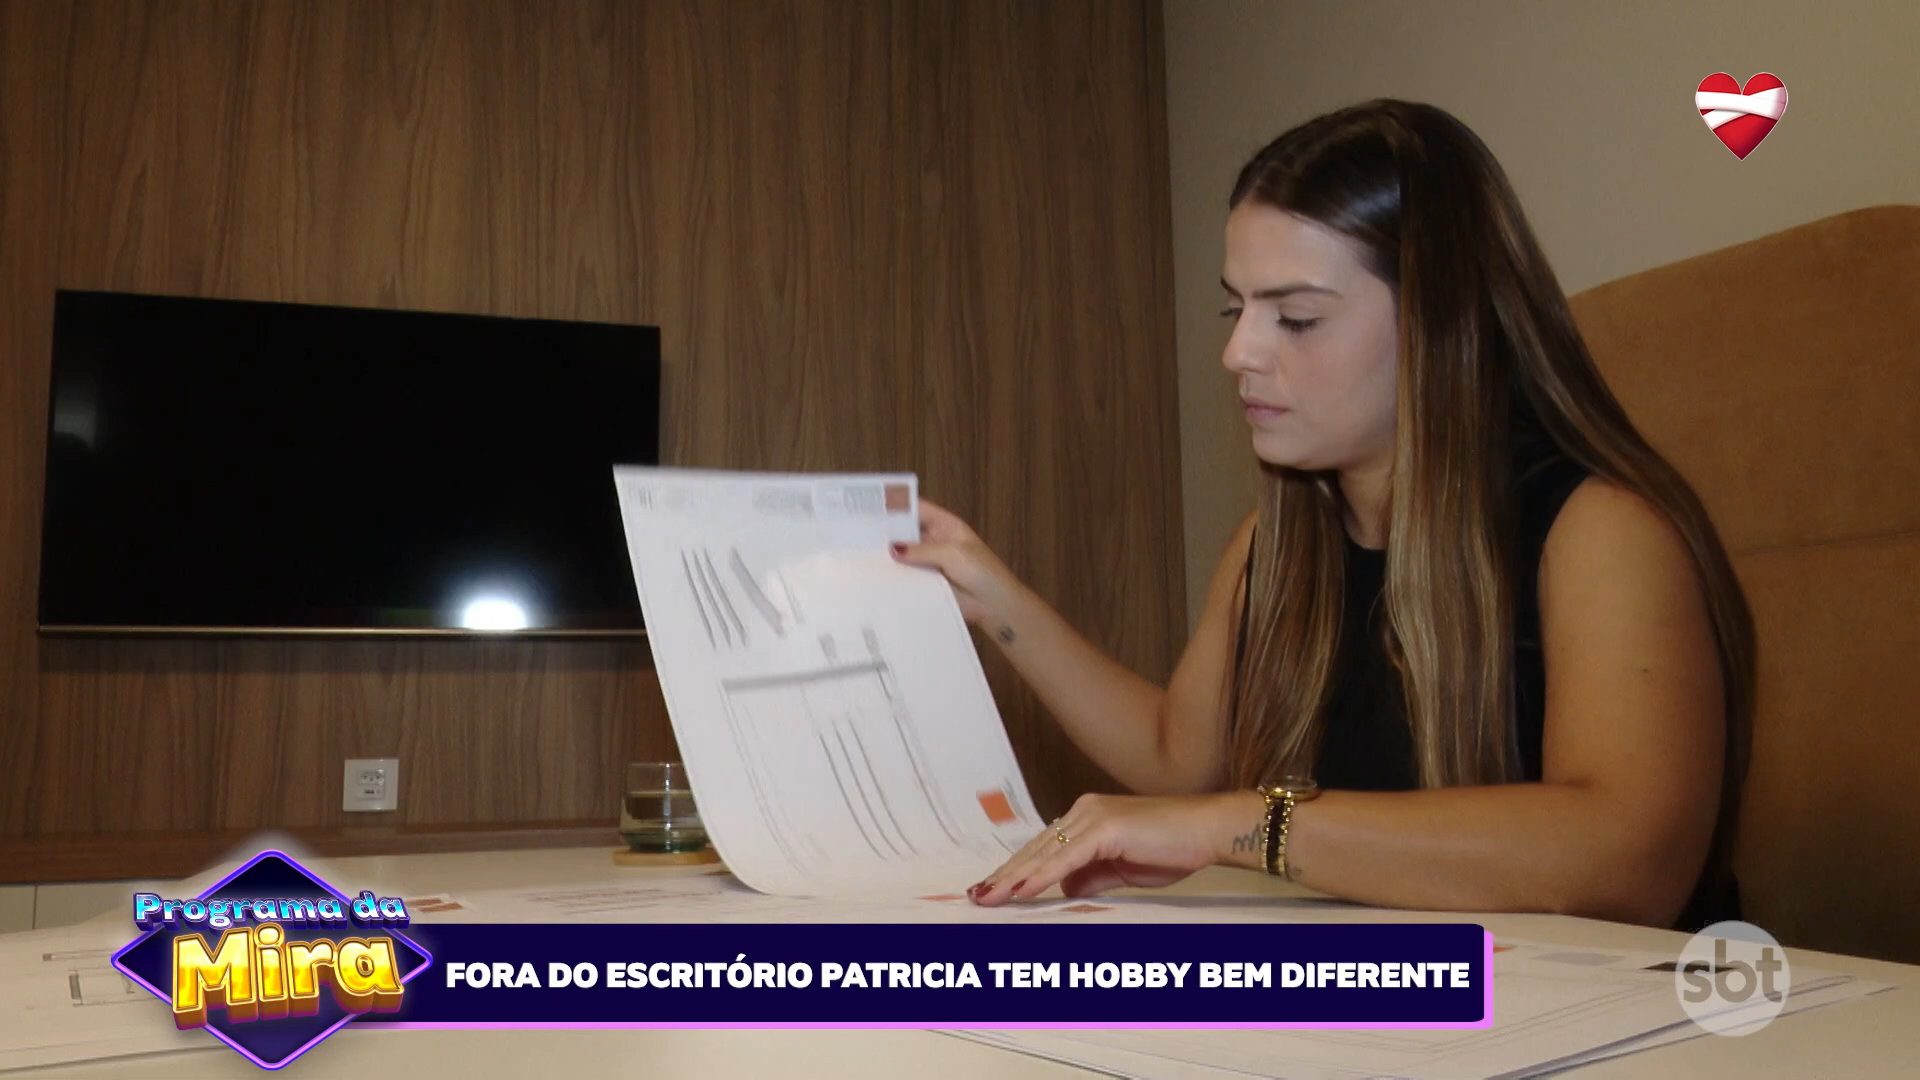 Programa da
Mira
FORA DO ESCRITÓRIO PATRICIA TEM HOBBY BEM DIFERENTE
sbt